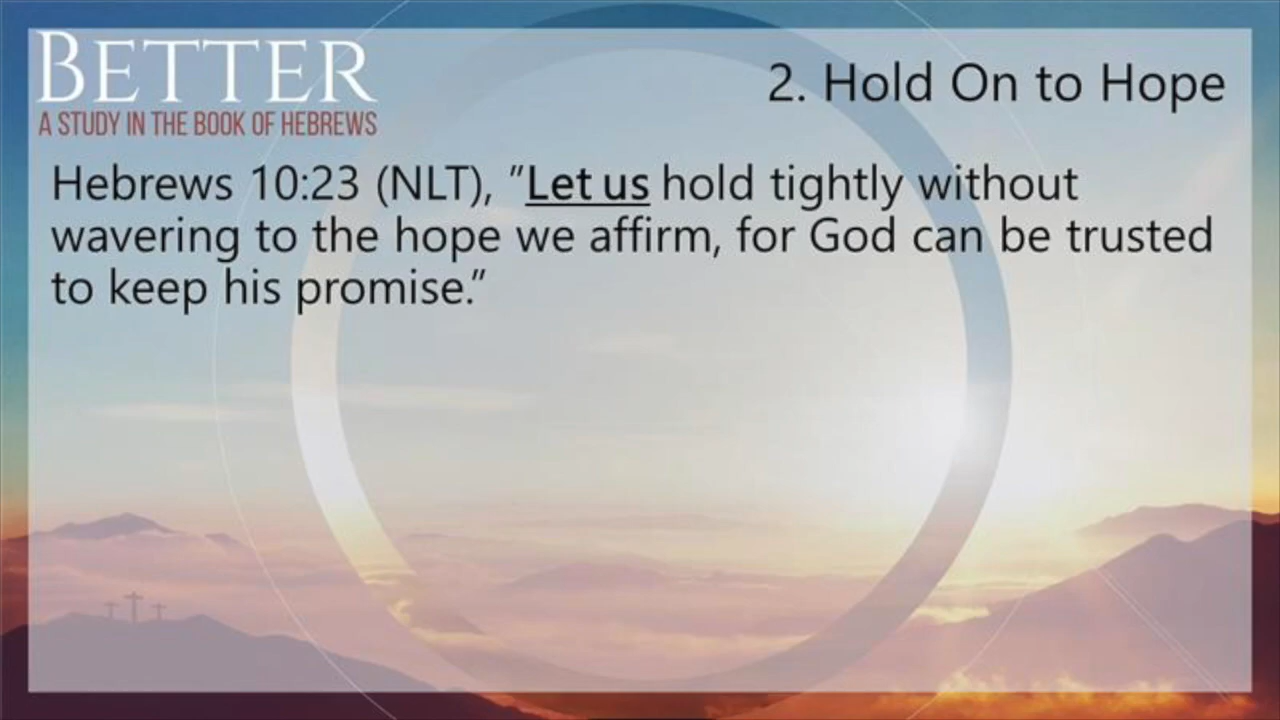 BETTER
A STUDY IN THE BOOK OF HEBREWS
2. Hold On to Hope
Hebrews 10:23 (NLT), "Let us hold tightly without
wavering to the hope we affirm, for God can be trusted
to keep his promise."